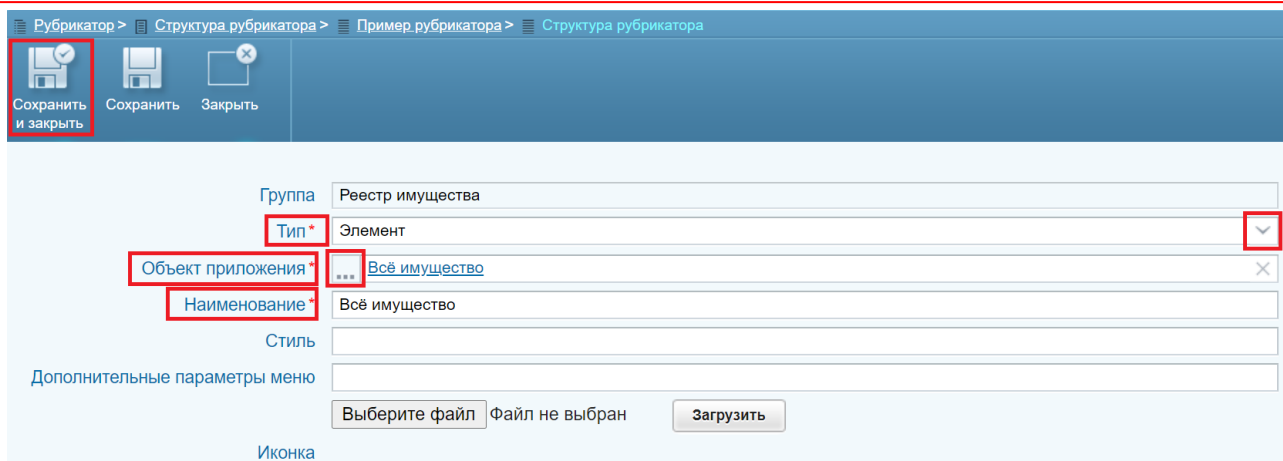 Рубрикатор > Структура рубрикатора > Пример рубрикатора > Структура рубрикатора
Сохранить и закрыть
Сохранить
Закрыть
Группа Реестр имущества
Тип * Элемент
Объект приложения * ... Всё имущество
Наименование * Всё имущество
Стиль
Дополнительные параметры меню
Выберите файл Файл не выбран Загрузить
Иконка